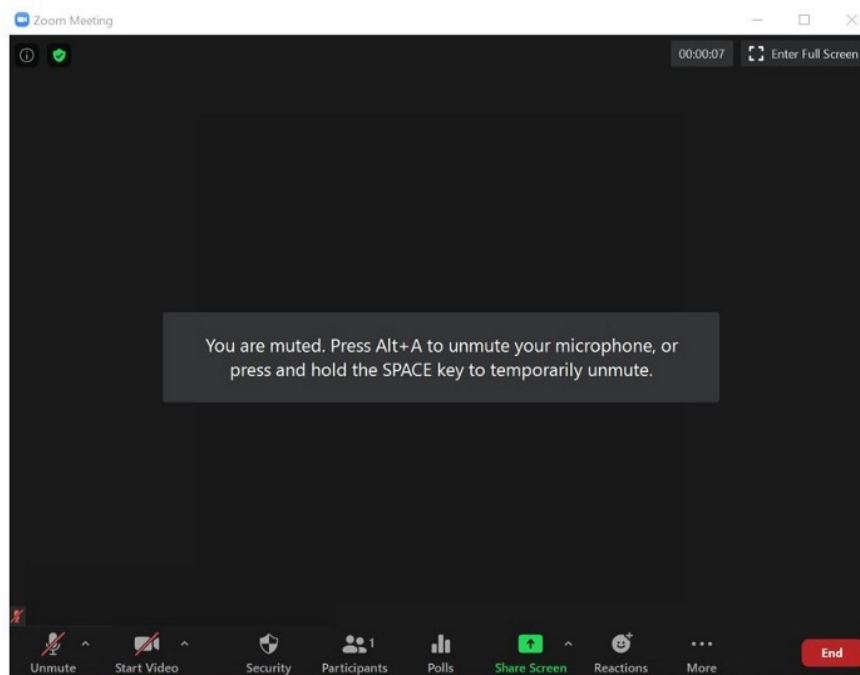 Zoom Meeting
00:00:07 Enter Full Screen
You are muted. Press Alt+A to unmute your microphone, or
press and hold the SPACE key to temporarily unmute.
1
Unmute Start Video Security Participants Polls Share Screen Reactions More End